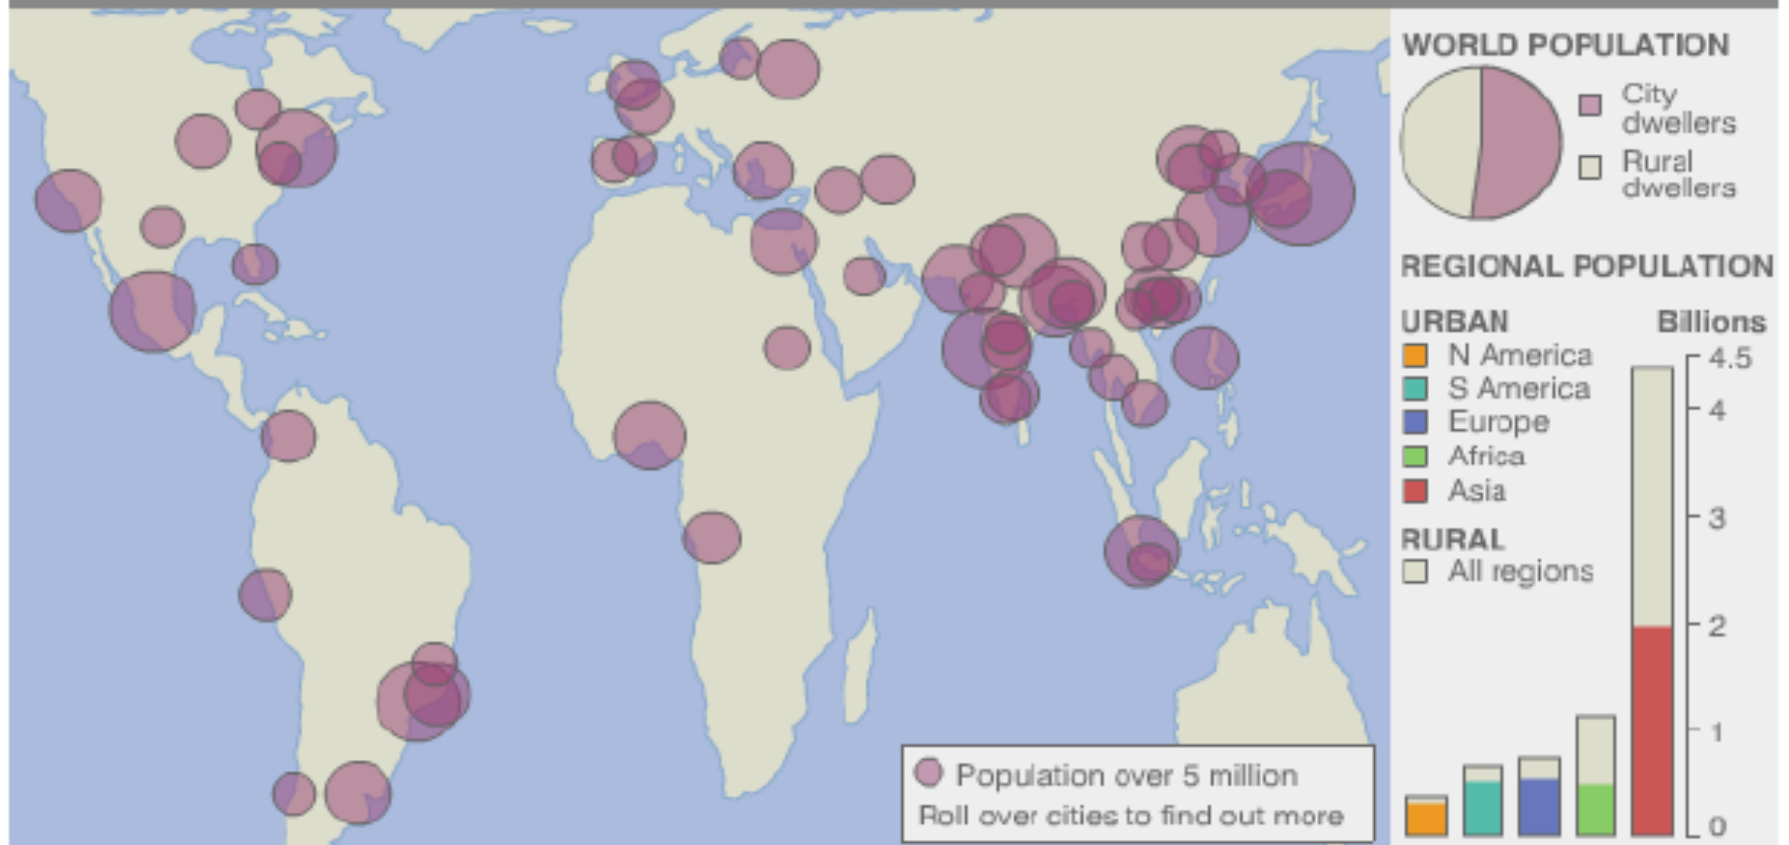 WORLD POPULATION
City
dwellers
Rural
dwellers
REGIONAL POPULATION
URBAN
Billions
N America
S America
Europe
Africa
Asia
RURAL
All regions
4.5
4
3
2
1
0
Population over 5 million
Roll over cities to find out more